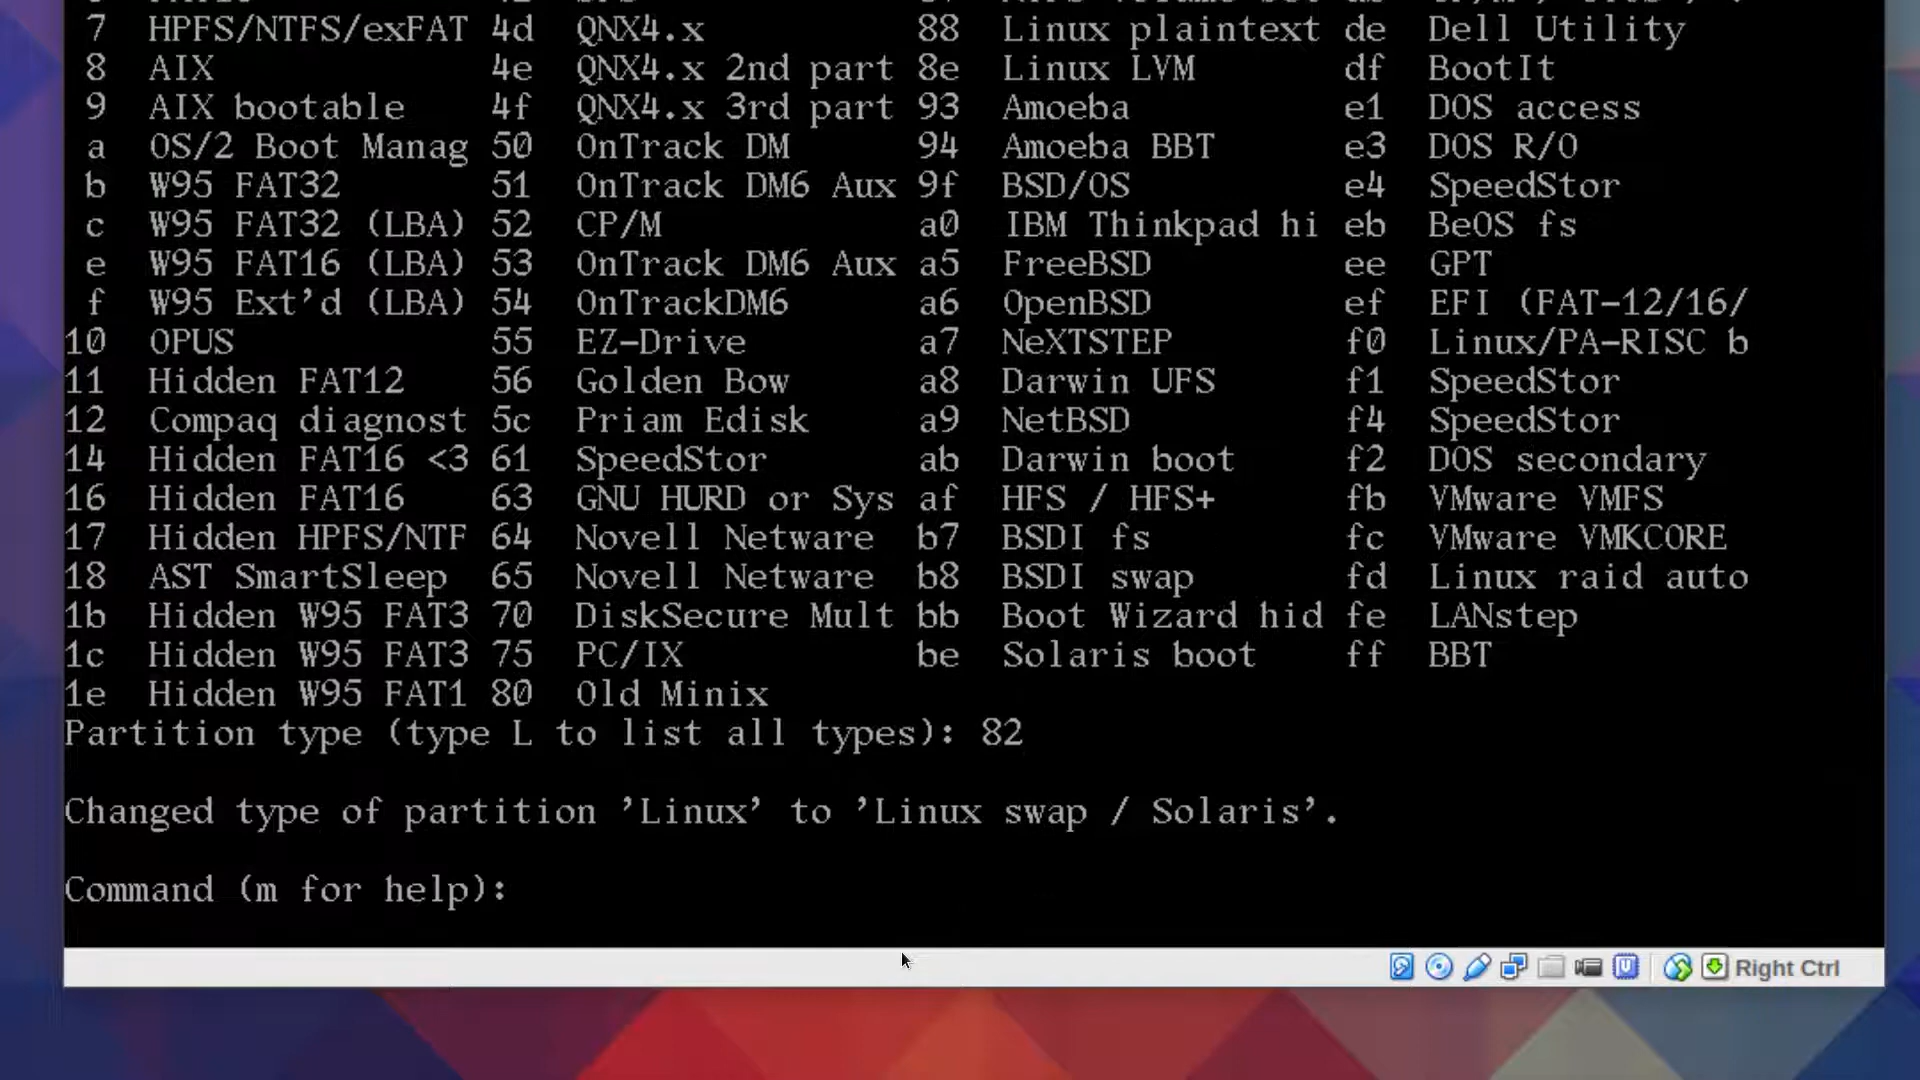 7 HPFS/NTFS/exFAT 4d QNX4.x 88 Linux plaintext de Dell Utility
8 AIX 4e QNX4.x 2nd part 8e Linux LVM df BootIt
9 AIX bootable 4f QNX4.x 3rd part 93 Amoeba e1 DOS access
a OS/2 Boot Manag 50 OnTrack DM 94 Amoeba BBT e3 DOS R/O
b W95 FAT32 51 OnTrack DM6 Aux 9f BSD/OS e4 SpeedStor
c W95 FAT32 (LBA) 52 CP/M a0 IBM Thinkpad hi eb BeOS fs
e W95 FAT16 (LBA) 53 OnTrack DM6 Aux a5 FreeBSD ee GPT
f W95 Ext'd (LBA) 54 OnTrackDM6 a6 OpenBSD ef EFI (FAT-12/16/
10 OPUS 55 EZ-Drive a7 NeXTSTEP f0 Linux/PA-RISC b
11 Hidden FAT12 56 Golden Bow a8 Darwin UFS f1 SpeedStor
12 Compaq diagnost 5c Priam Edisk a9 NetBSD f4 SpeedStor
14 Hidden FAT16 <3 61 SpeedStor ab Darwin boot f2 DOS secondary
16 Hidden FAT16 63 GNU HURD or Sys af HFS / HFS+ fb VMware VMFS
17 Hidden HPFS/NTF 64 Novell Netware b7 BSDI fs fc VMware VMKCORE
18 AST SmartSleep 65 Novell Netware b8 BSDI swap fd Linux raid auto
1b Hidden W95 FAT3 70 DiskSecure Mult bb Boot Wizard hid fe LANstep
1c Hidden W95 FAT3 75 PC/IX be Solaris boot ff BBT
1e Hidden W95 FAT1 80 Old Minix
Partition type (type L to list all types): 82
Changed type of partition 'Linux' to 'Linux swap / Solaris'.
Command (m for help):
Right Ctrl